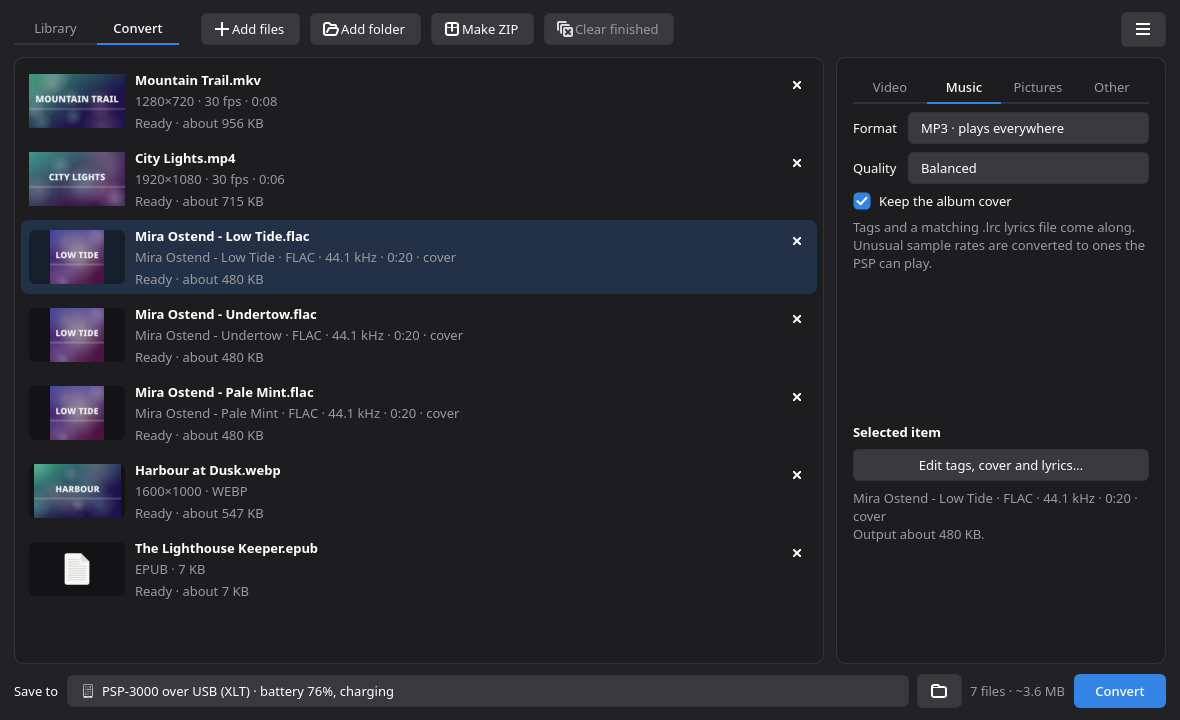 Library
Convert
Add files
Add folder
Make ZIP
Clear finished
MOUNTAIN TRAIL
Mountain Trail.mkv
1280×720 · 30 fps · 0:08
Ready · about 956 KB
CITY LIGHTS
City Lights.mp4
1920×1080 · 30 fps · 0:06
Ready · about 715 KB
LOW TIDE
Mira Ostend - Low Tide.flac
Mira Ostend - Low Tide · FLAC · 44.1 kHz · 0:20 · cover
Ready · about 480 KB
LOW TIDE
Mira Ostend - Undertow.flac
Mira Ostend - Undertow · FLAC · 44.1 kHz · 0:20 · cover
Ready · about 480 KB
LOW TIDE
Mira Ostend - Pale Mint.flac
Mira Ostend - Pale Mint · FLAC · 44.1 kHz · 0:20 · cover
Ready · about 480 KB
HARBOUR
Harbour at Dusk.webp
1600×1000 · WEBP
Ready · about 547 KB
The Lighthouse Keeper.epub
EPUB · 7 KB
Ready · about 7 KB
Video
Music
Pictures
Other
Format
MP3 · plays everywhere
Quality
Balanced
Keep the album cover
Tags and a matching .lrc lyrics file come along.
Unusual sample rates are converted to ones the
PSP can play.
Selected item
Edit tags, cover and lyrics...
Mira Ostend - Low Tide · FLAC · 44.1 kHz · 0:20 ·
cover
Output about 480 KB.
Save to
PSP-3000 over USB (XLT) · battery 76%, charging
7 files · ~3.6 MB
Convert